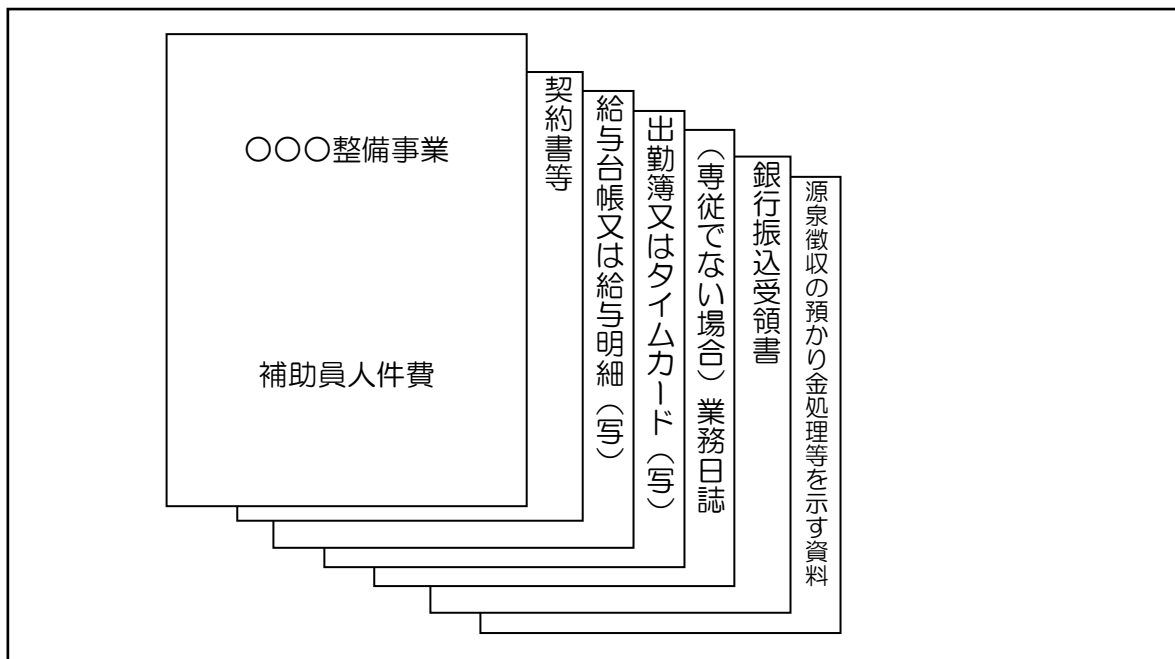 〇〇〇整備事業
補助員人件費
契約書等
給与台帳又は給与明細（写）
出勤簿又はタイムカード（写）
（専従でない場合）業務日誌
銀行振込受領書
源泉徴収の預かり金処理等を示す資料